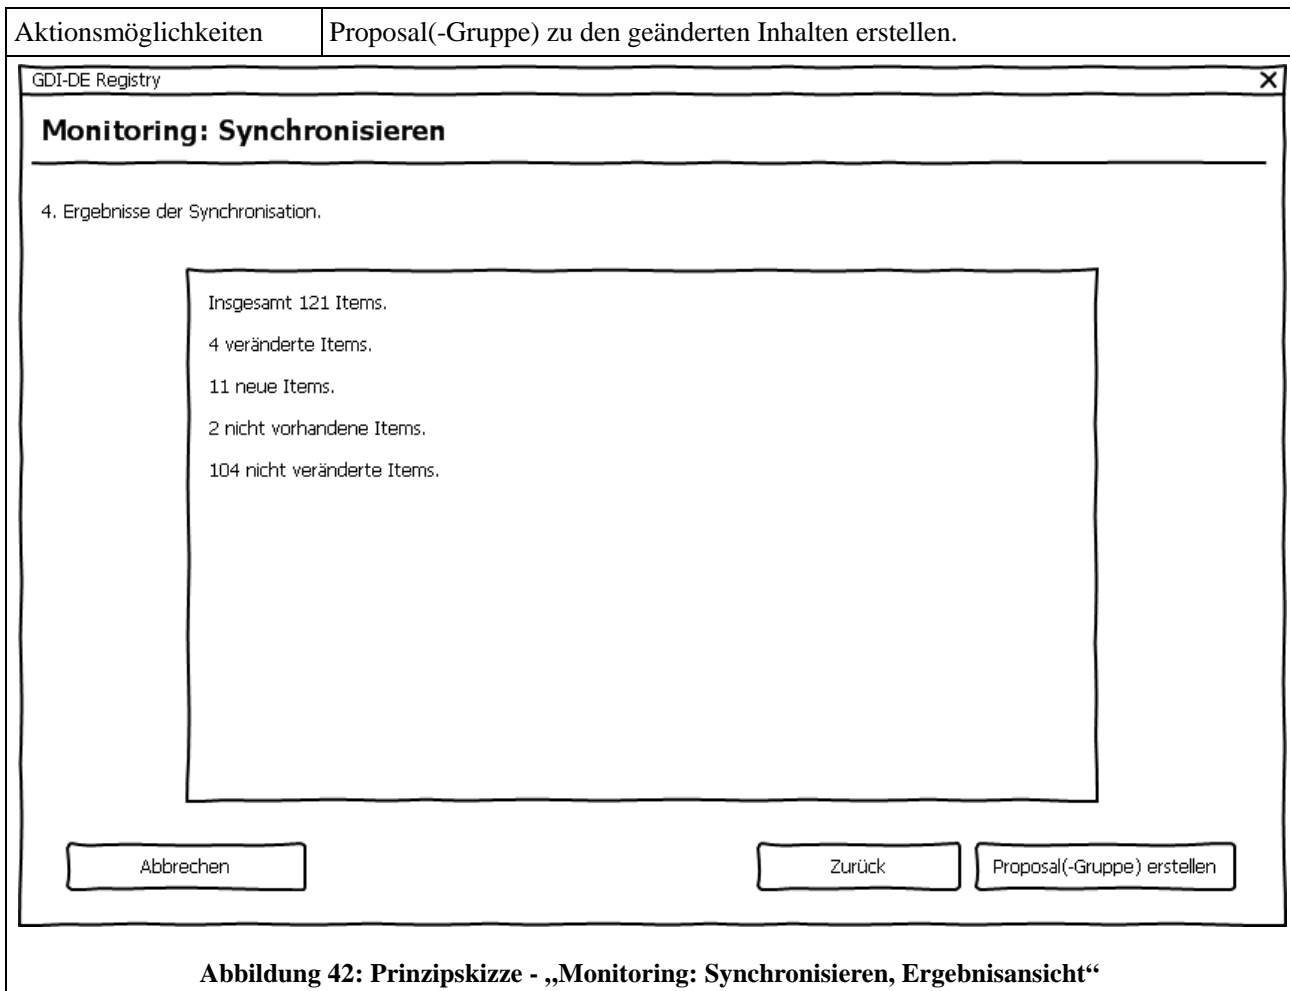 Aktionsmöglichkeiten
Proposal(-Gruppe) zu den geänderten Inhalten erstellen.
GDI-DE Registry
Monitoring: Synchronisieren
4. Ergebnisse der Synchronisation.
Insgesamt 121 Items.
4 veränderte Items.
11 neue Items.
2 nicht vorhandene Items.
104 nicht veränderte Items.
Abbrechen
Zurück
Proposal(-Gruppe) erstellen
Abbildung 42: Prinzipskizze - „Monitoring: Synchronisieren, Ergebnisansicht“